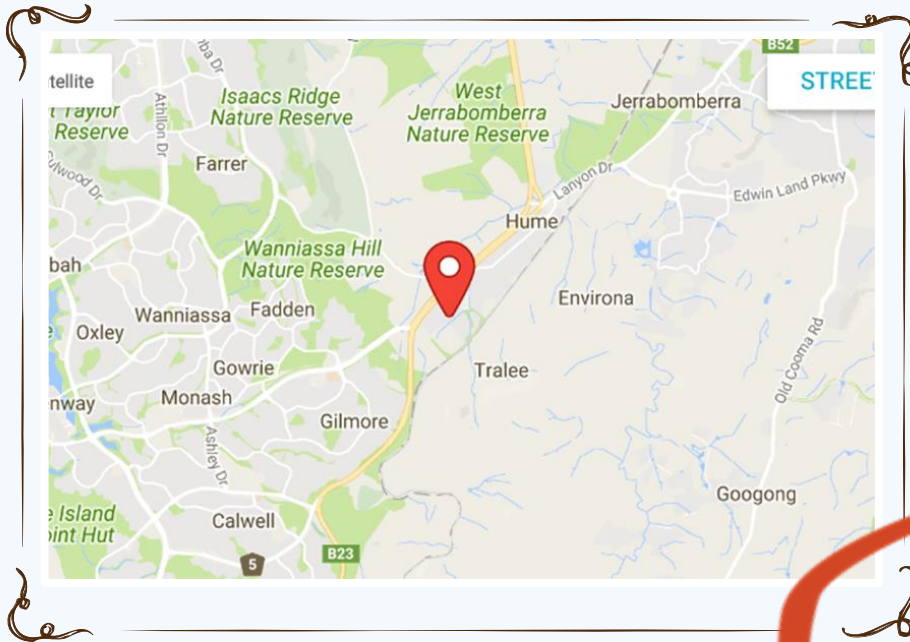 B52
tellite
STREE
West
Jerrabomberra
Nature Reserve
Isaacs Ridge
Nature Reserve
Jerrabomberra
Athllon Dr
t Taylor
Reserve
Farrer
Lanyon Dr
Edwin Land Pkwy
Hume
Wanniassa Hill
Nature Reserve
bah
Environa
Wanniassa
Fadden
Oxley
Old Cooma Rd
Gowrie
Tralee
Monash
nway
Gilmore
Ashley Dr
Googong
e Island
oint Hut
Calwell
B23
5